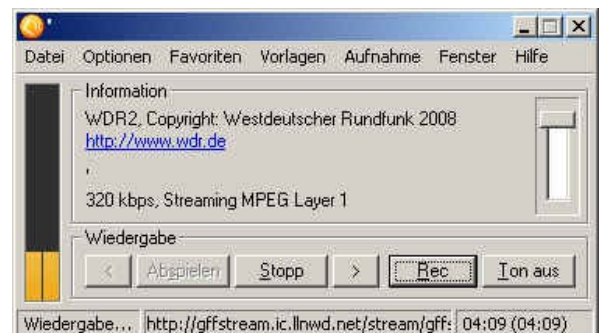 Datei Optionen Favoriten Vorlagen Aufnahme Fenster Hilfe
Information
WDR2, Copyright: Westdeutscher Rundfunk 2008
http://www.wdr.de
,
320 kbps, Streaming MPEG Layer 1
Wiedergabe
< Abspielen Stopp > Rec Ton aus
Wiedergabe... http://gffstream.ic.llnwd.net/stream/gff: 04:09 (04:09)